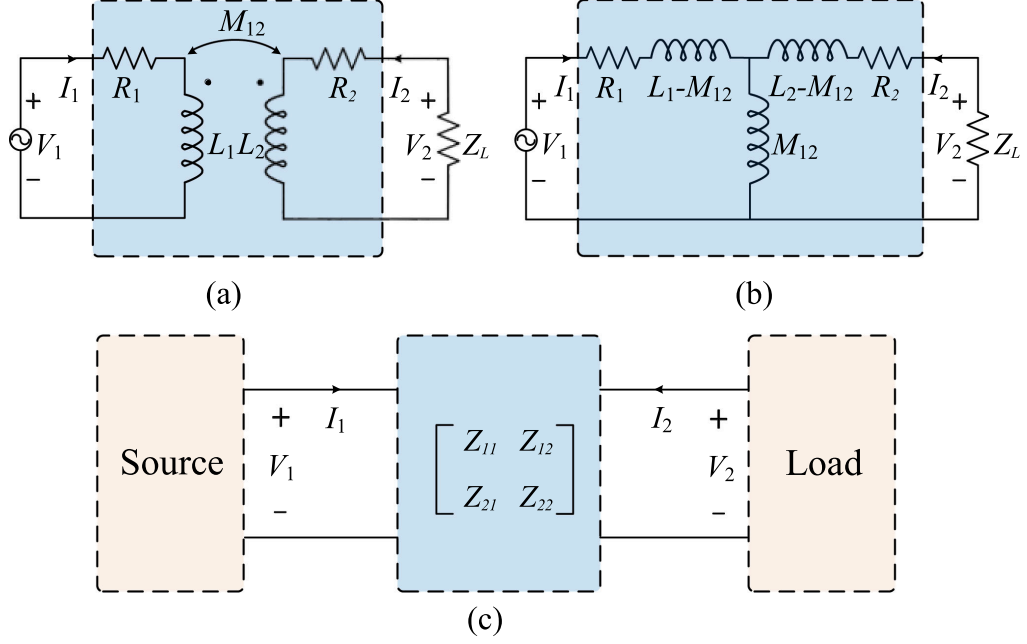 M12
I1 R1 R2 I2
+ V1 − L1 L2 + V2 − ZL
(a)
I1 R1 L1-M12 L2-M12 R2 I2
+ V1 − M12 + V2 − ZL
(b)
Source
+ I1
V1
−
Z11 Z12
Z21 Z22
I2 +
V2
−
Load
(c)